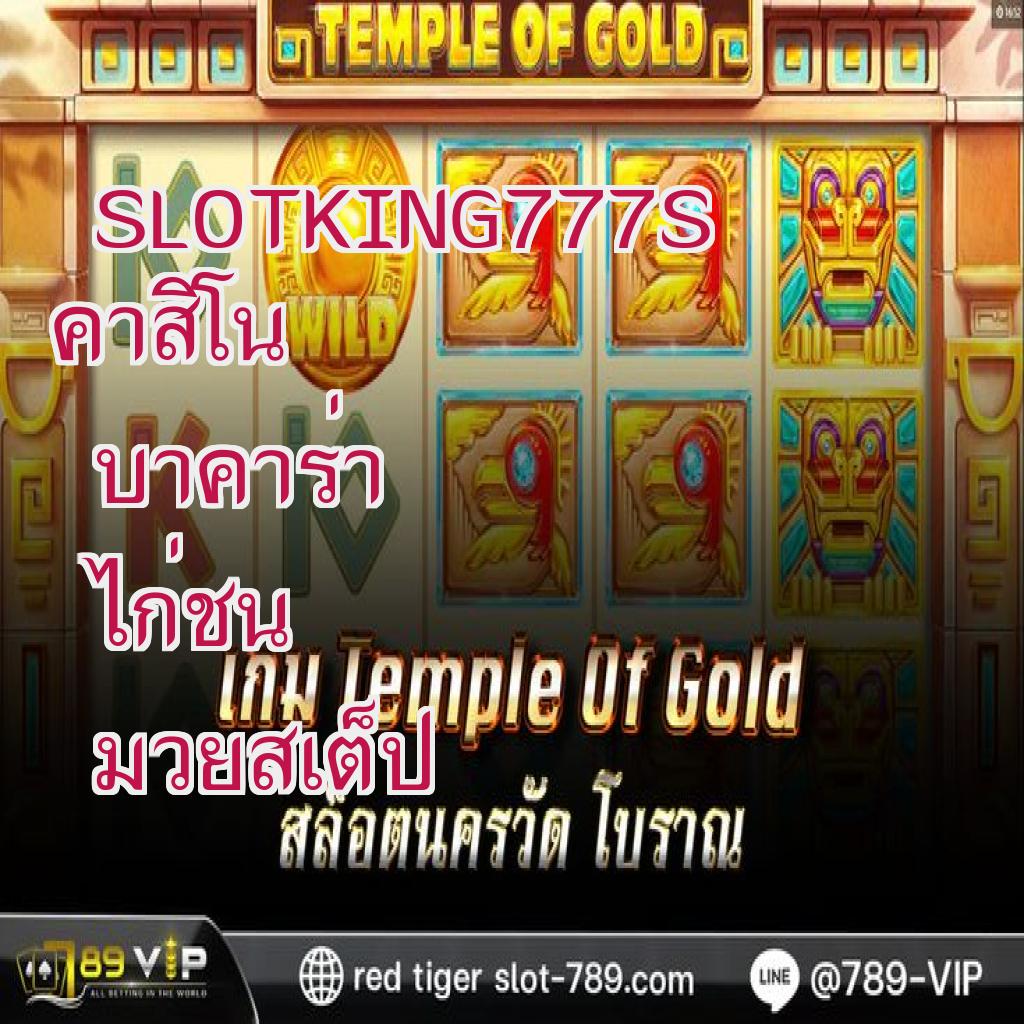 TEMPLE OF GOLD
SLOTKING777S
WILD
คาสิโน
บาคาร่า
ไก่ชน
เกม Temple Of Gold
มวยสเต็ป
สล็อตนครวัด โบราณ
789 VIP
ALL BETTING IN THE WORLD
red tiger slot-789.com
LINE @789-VIP